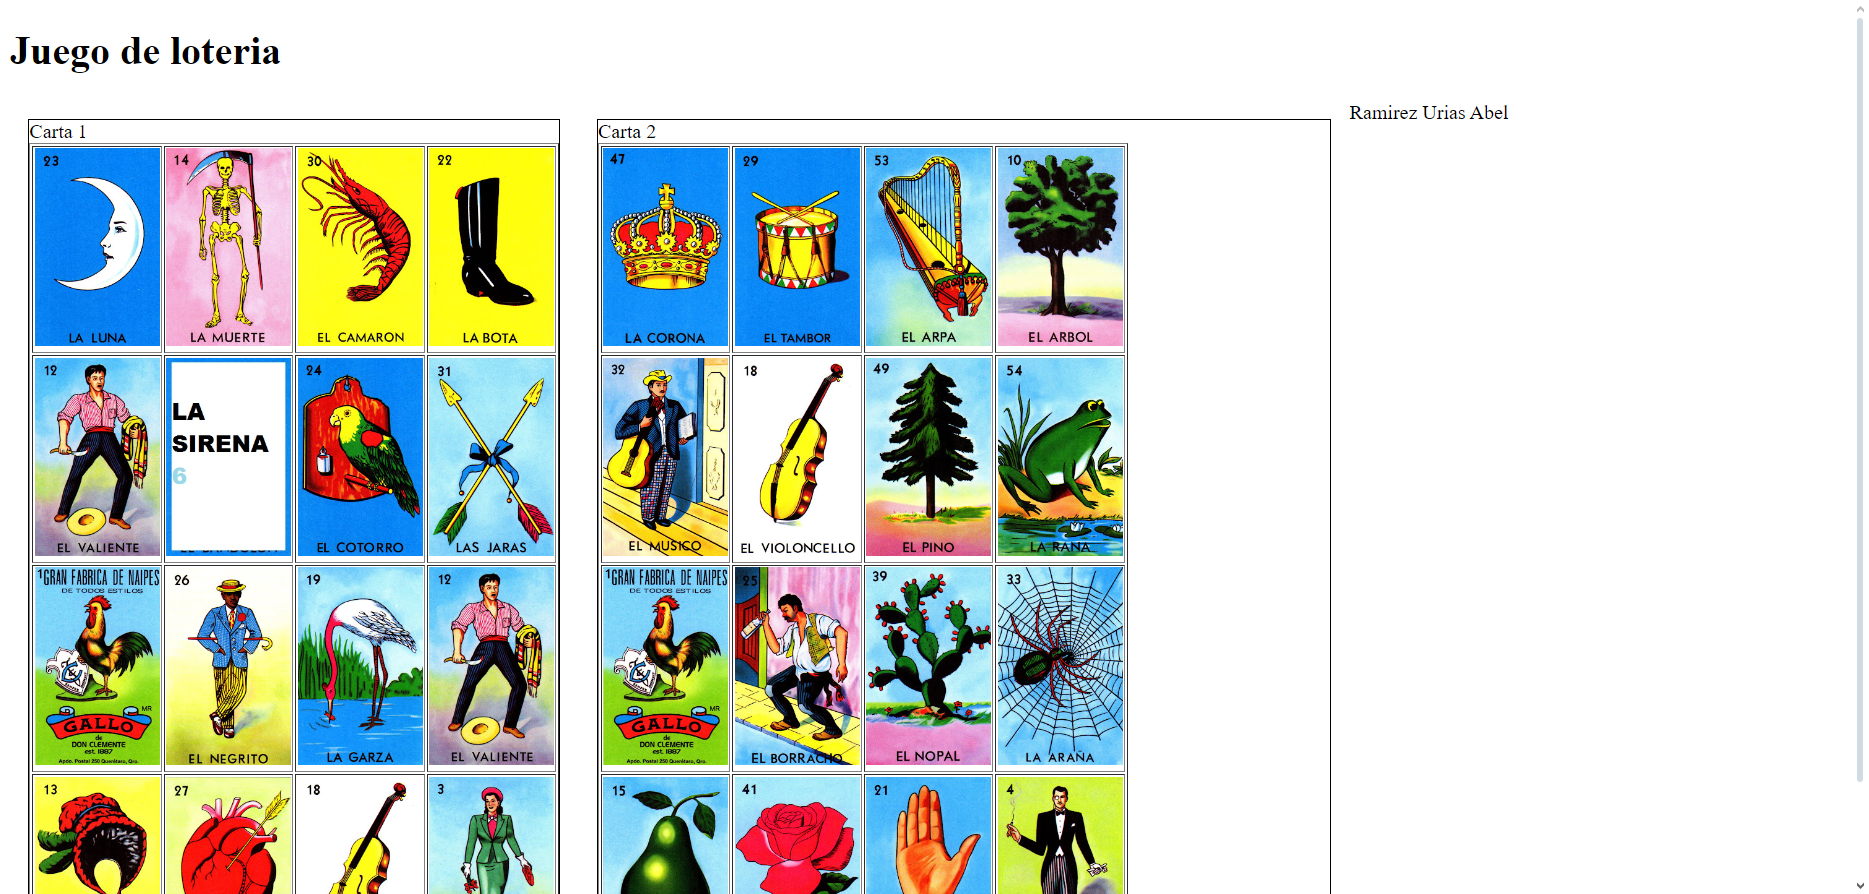 Juego de loteria
Ramirez Urias Abel
Carta 1
23
LA LUNA
14
LA MUERTE
30
EL CAMARON
22
LA BOTA
12
EL VALIENTE
LA
SIRENA
6
24
EL COTORRO
31
LAS JARAS
1 GRAN FABRICA DE NAIPES
DE TODOS ESTILOS
MR
GALLO
de
DON CLEMENTE
est. 1887
Apdo. Postal 250 Querétaro, Qro.
26
EL NEGRITO
19
LA GARZA
12
EL VALIENTE
13
27
18
3
Carta 2
47
LA CORONA
29
EL TAMBOR
53
EL ARPA
10
EL ARBOL
32
EL MUSICO
18
EL VIOLONCELLO
49
EL PINO
54
LA RANA
1 GRAN FABRICA DE NAIPES
DE TODOS ESTILOS
MR
GALLO
de
DON CLEMENTE
est. 1887
Apdo. Postal 250 Querétaro, Qro.
25
EL BORRACHO
39
EL NOPAL
33
LA ARAÑA
15
41
21
4